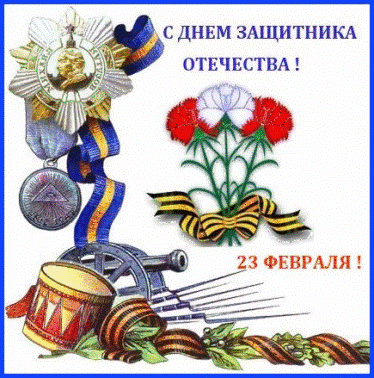 С ДНЕМ ЗАЩИТНИКА
ОТЕЧЕСТВА !
23 ФЕВРАЛЯ !